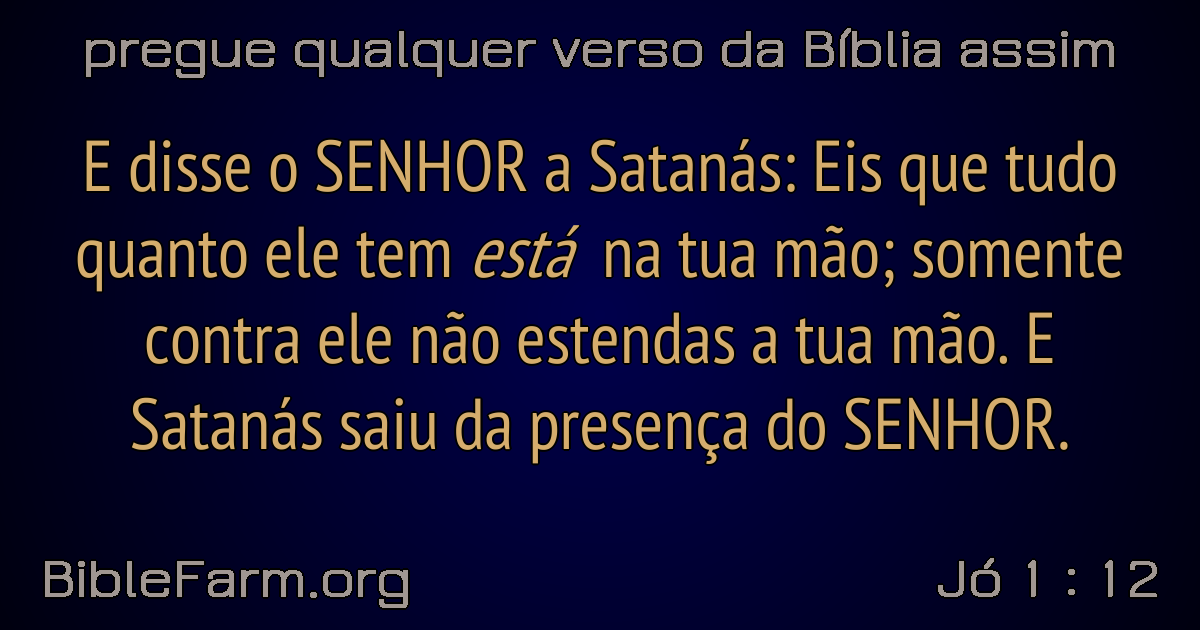 pregue qualquer verso da Bíblia assim
E disse o SENHOR a Satanás: Eis que tudo
quanto ele tem está na tua mão; somente
contra ele não estendas a tua mão. E
Satanás saiu da presença do SENHOR.
BibleFarm.org
Jó 1 : 12